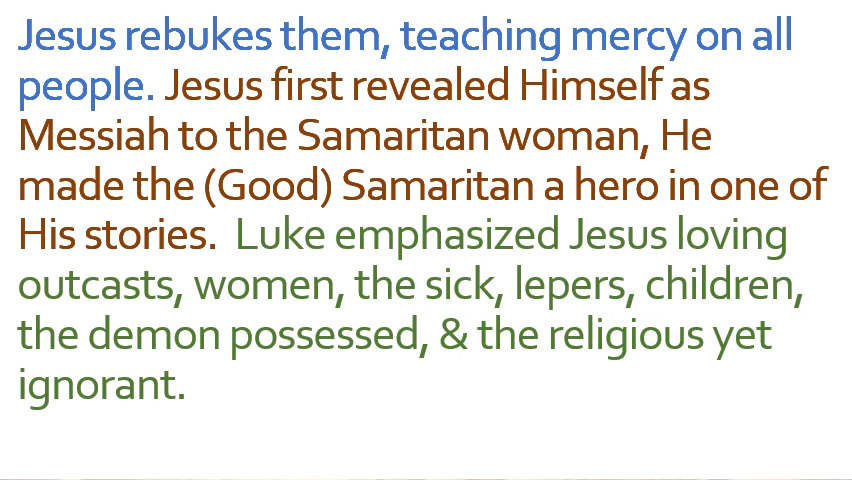 Jesus rebukes them, teaching mercy on all
people. Jesus first revealed Himself as
Messiah to the Samaritan woman, He
made the (Good) Samaritan a hero in one of
His stories.  Luke emphasized Jesus loving
outcasts, women, the sick, lepers, children,
the demon possessed, & the religious yet
ignorant.